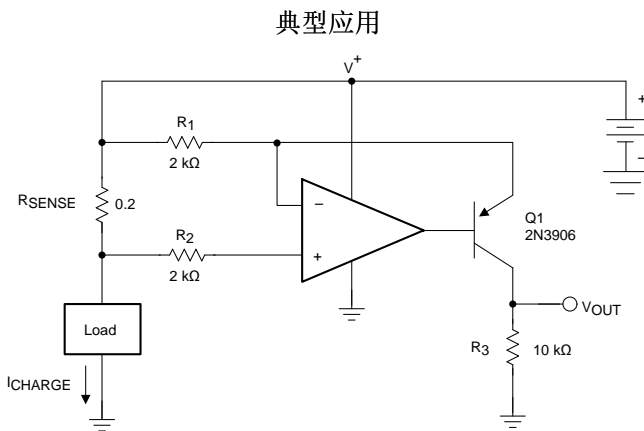 典型应用
V+
+
R1
2 kΩ
−
RSENSE
0.2
R2
2 kΩ
−
+
Q1
2N3906
Load
VOUT
R3
10 kΩ
ICHARGE